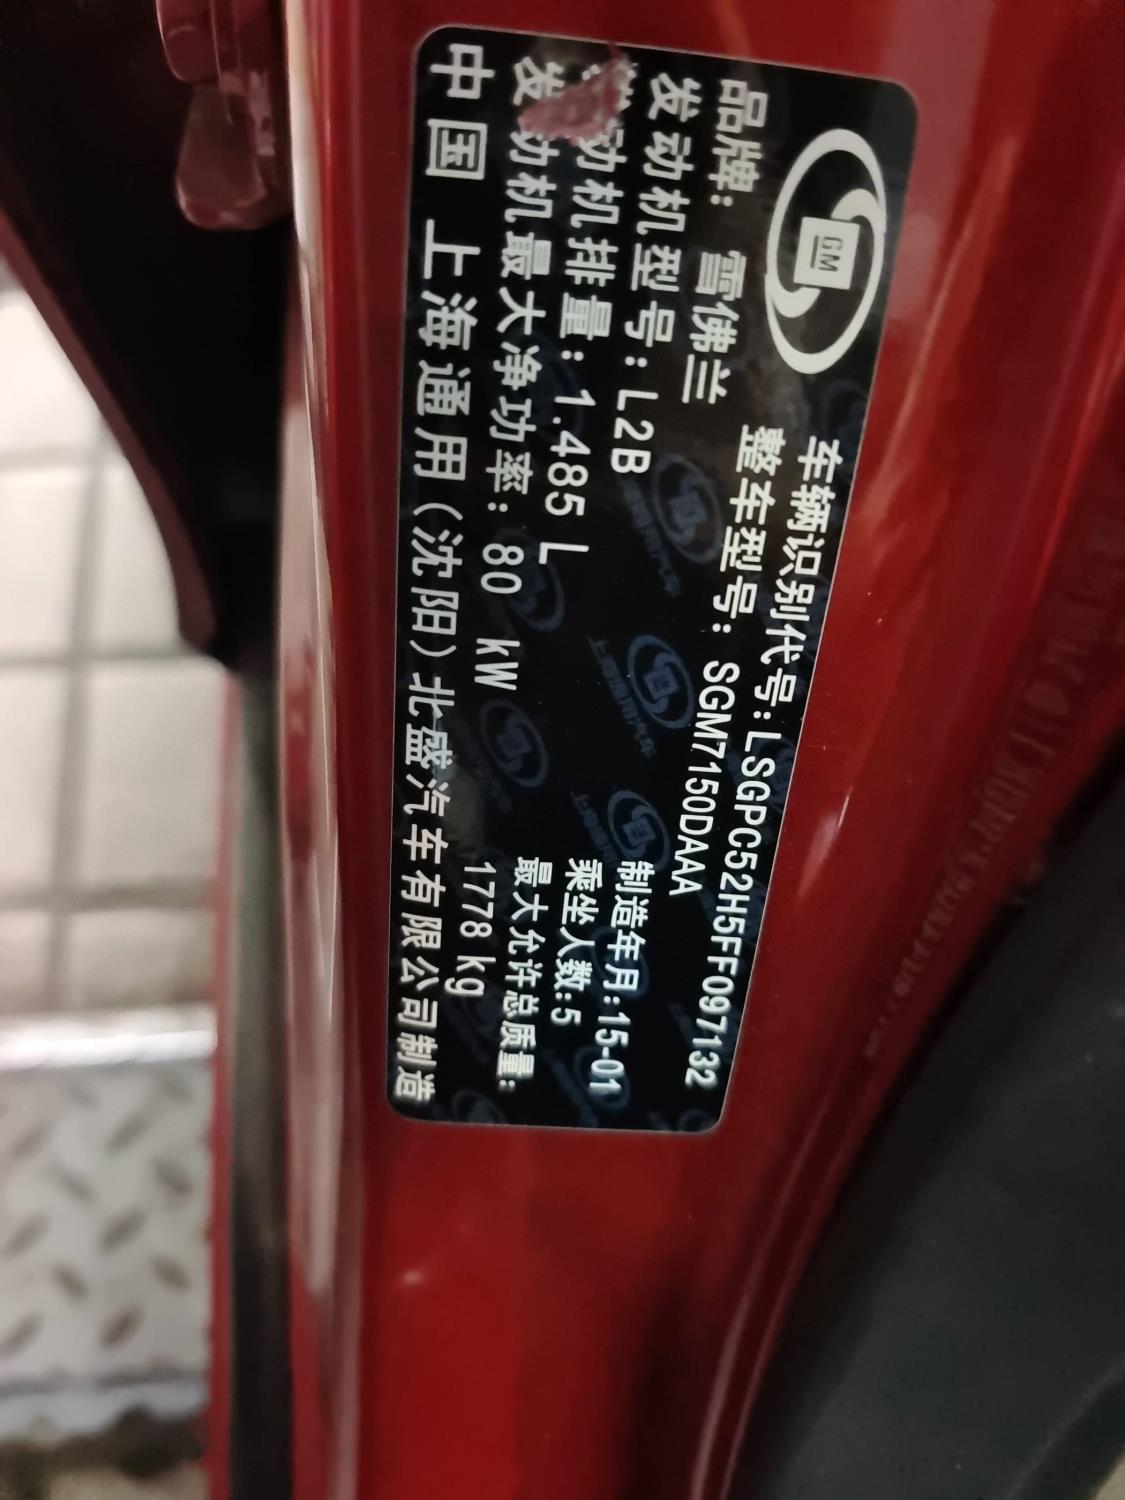 GM
车辆识别代号:LSGPC52H5FF097132
品牌: 雪佛兰 整车型号: SGM7150DAAA
发动机型号: L2B 制造年月:15-01
发动机排量: 1.485 L 乘坐人数:5
发动机最大净功率: 80 kW 最大允许总质量:
1778 kg
中国 上海通用(沈阳)北盛汽车有限公司制造